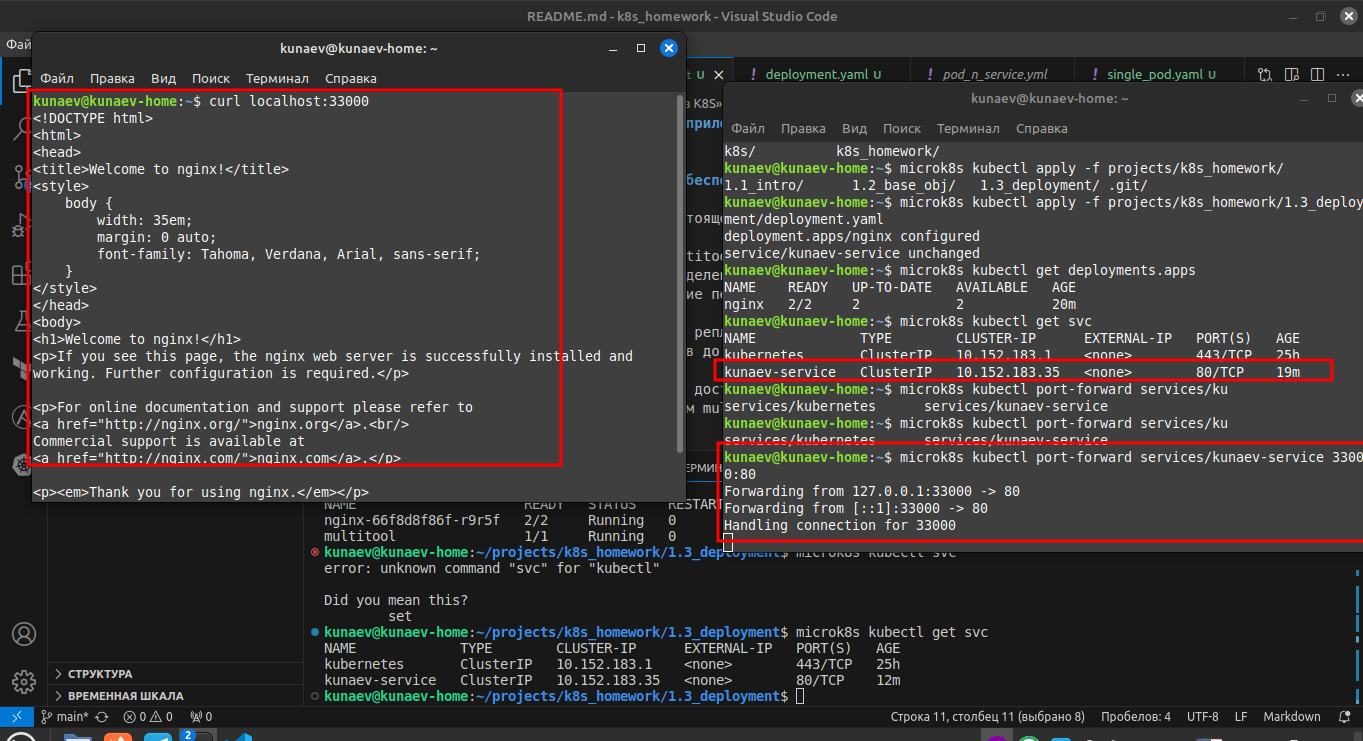 README.md - k8s_homework - Visual Studio Code
Фай
U
deployment.yaml U
pod_n_service.yml
single_pod.yaml U
kunaev@kunaev-home: ~
Файл Правка Вид Поиск Терминал Справка
kunaev@kunaev-home:~$ curl localhost:33000
<!DOCTYPE html>
<html>
<head>
<title>Welcome to nginx!</title>
<style>
    body {
        width: 35em;
        margin: 0 auto;
        font-family: Tahoma, Verdana, Arial, sans-serif;
    }
</style>
</head>
<body>
<h1>Welcome to nginx!</h1>
<p>If you see this page, the nginx web server is successfully installed and
working. Further configuration is required.</p>

<p>For online documentation and support please refer to
<a href="http://nginx.org/">nginx.org</a>.<br/>
Commercial support is available at
<a href="http://nginx.com/">nginx.com</a>.</p>

<p><em>Thank you for using nginx.</em></p>
в K8S»
kunaev@kunaev-home: ~
Файл Правка Вид Поиск Терминал Справка
k8s/          k8s_homework/
kunaev@kunaev-home:~$ microk8s kubectl apply -f projects/k8s_homework/
1.1_intro/      1.2_base_obj/   1.3_deployment/ .git/
kunaev@kunaev-home:~$ microk8s kubectl apply -f projects/k8s_homework/1.3_deploy
ment/deployment.yaml
deployment.apps/nginx configured
service/kunaev-service unchanged
kunaev@kunaev-home:~$ microk8s kubectl get deployments.apps
NAME    READY   UP-TO-DATE   AVAILABLE   AGE
nginx   2/2     2            2           20m
kunaev@kunaev-home:~$ microk8s kubectl get svc
NAME             TYPE        CLUSTER-IP      EXTERNAL-IP   PORT(S)   AGE
kubernetes       ClusterIP   10.152.183.1    <none>        443/TCP   25h
kunaev-service   ClusterIP   10.152.183.35   <none>        80/TCP    19m
kunaev@kunaev-home:~$ microk8s kubectl port-forward services/ku
services/kubernetes      services/kunaev-service
kunaev@kunaev-home:~$ microk8s kubectl port-forward services/ku
services/kubernetes      services/kunaev-service
kunaev@kunaev-home:~$ microk8s kubectl port-forward services/kunaev-service 3300
0:80
Forwarding from 127.0.0.1:33000 -> 80
Forwarding from [::1]:33000 -> 80
Handling connection for 33000
NAME                     READY   STATUS    RESTART
nginx-66f8d8f86f-r9r5f   2/2     Running   0
multitool                1/1     Running   0
kunaev@kunaev-home:~/projects/k8s_homework/1.3_deployment$ microk8s kubectl svc
error: unknown command "svc" for "kubectl"

Did you mean this?
        set
kunaev@kunaev-home:~/projects/k8s_homework/1.3_deployment$ microk8s kubectl get svc
NAME             TYPE        CLUSTER-IP      EXTERNAL-IP   PORT(S)   AGE
kubernetes       ClusterIP   10.152.183.1    <none>        443/TCP   25h
kunaev-service   ClusterIP   10.152.183.35   <none>        80/TCP    12m
kunaev@kunaev-home:~/projects/k8s_homework/1.3_deployment$
СТРУКТУРА
ВРЕМЕННАЯ ШКАЛА
main* 0 0 0
Строка 11, столбец 11 (выбрано 8) Пробелов: 4 UTF-8 LF Markdown
2